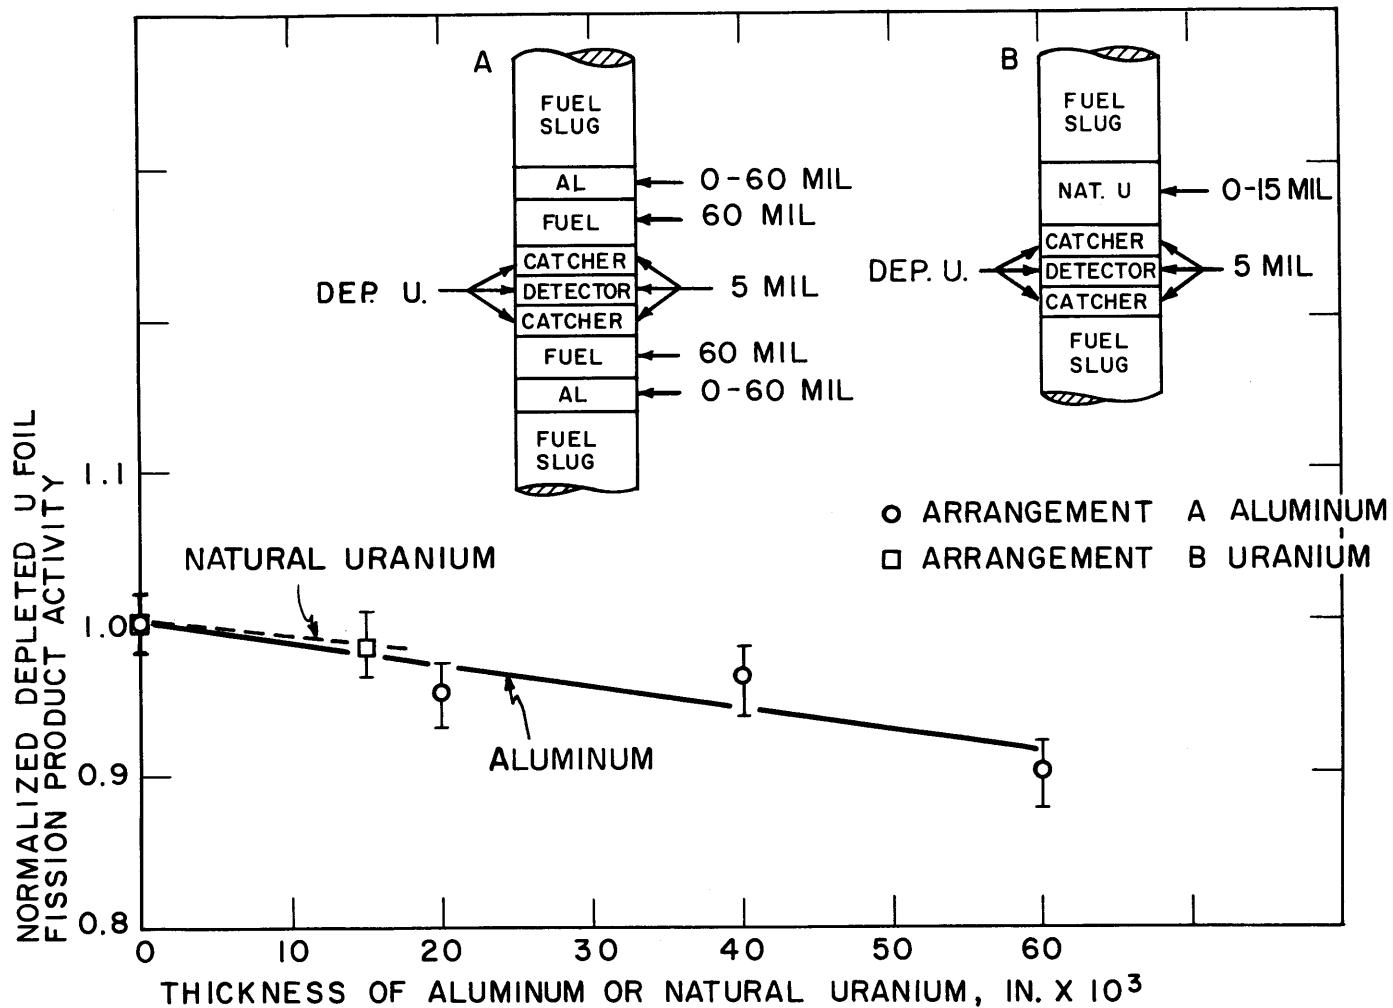 A
FUEL
SLUG
AL
0-60 MIL
FUEL
60 MIL
CATCHER
DEP. U.
DETECTOR
5 MIL
CATCHER
FUEL
60 MIL
AL
0-60 MIL
FUEL
SLUG
B
FUEL
SLUG
NAT. U
0-15 MIL
CATCHER
DEP. U.
DETECTOR
5 MIL
CATCHER
FUEL
SLUG
○ ARRANGEMENT A ALUMINUM
□ ARRANGEMENT B URANIUM
NATURAL URANIUM
ALUMINUM
NORMALIZED DEPLETED U FOIL
FISSION PRODUCT ACTIVITY
1.1
1.0
0.9
0.8
0 10 20 30 40 50 60
THICKNESS OF ALUMINUM OR NATURAL URANIUM, IN. X 10³